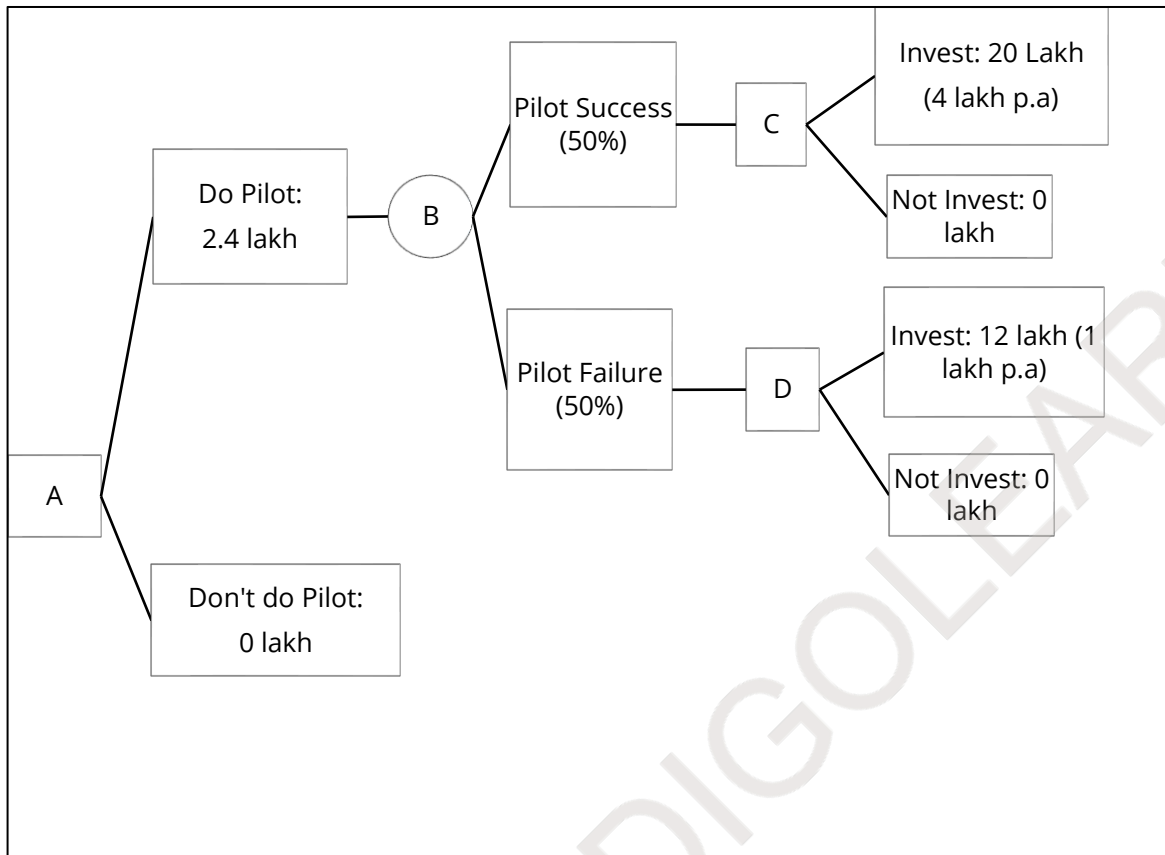 Invest: 20 Lakh
(4 lakh p.a)
Pilot Success
(50%)
C
Do Pilot:
2.4 lakh
B
Not Invest: 0
lakh
Invest: 12 lakh (1
lakh p.a)
Pilot Failure
(50%)
D
Not Invest: 0
lakh
A
Don't do Pilot:
0 lakh